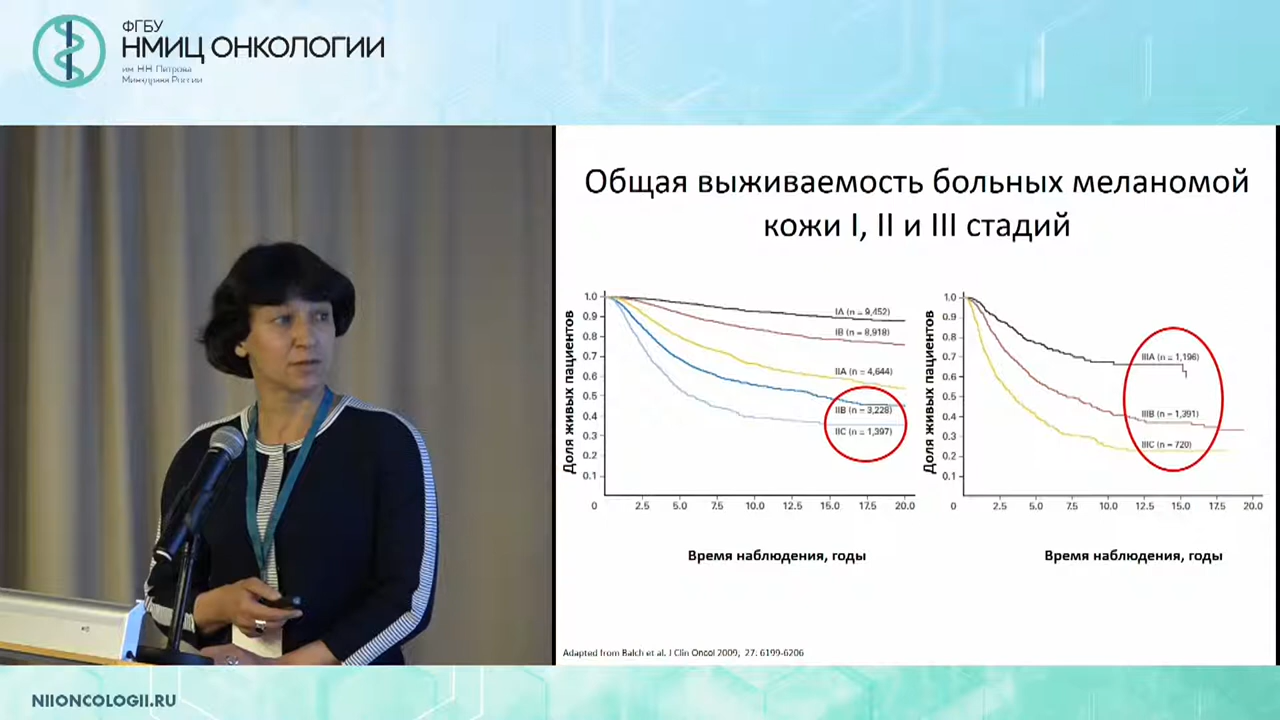 ФГБУ
НМИЦ ОНКОЛОГИИ
им. Н.Н. Петрова
Минздрава России
Общая выживаемость больных меланомой
кожи I, II и III стадий
Доля живых пациентов
1.0
0.9
0.8
0.7
0.6
0.5
0.4
0.3
0.2
0.1
0
2.5
5.0
7.5
10.0
12.5
15.0
17.5
20.0
IA (n = 9,452)
IB (n = 8,918)
IIA (n = 4,644)
IIB (n = 3,228)
IIC (n = 1,397)
Время наблюдения, годы
Доля живых пациентов
1.0
0.9
0.8
0.7
0.6
0.5
0.4
0.3
0.2
0.1
0
2.5
5.0
7.5
10.0
12.5
15.0
17.5
20.0
IIIA (n = 1,196)
IIIB (n = 1,391)
IIIC (n = 720)
Время наблюдения, годы
Adapted from Balch et al. J Clin Oncol 2009; 27: 6199-6206
NIIONCOLOGII.RU